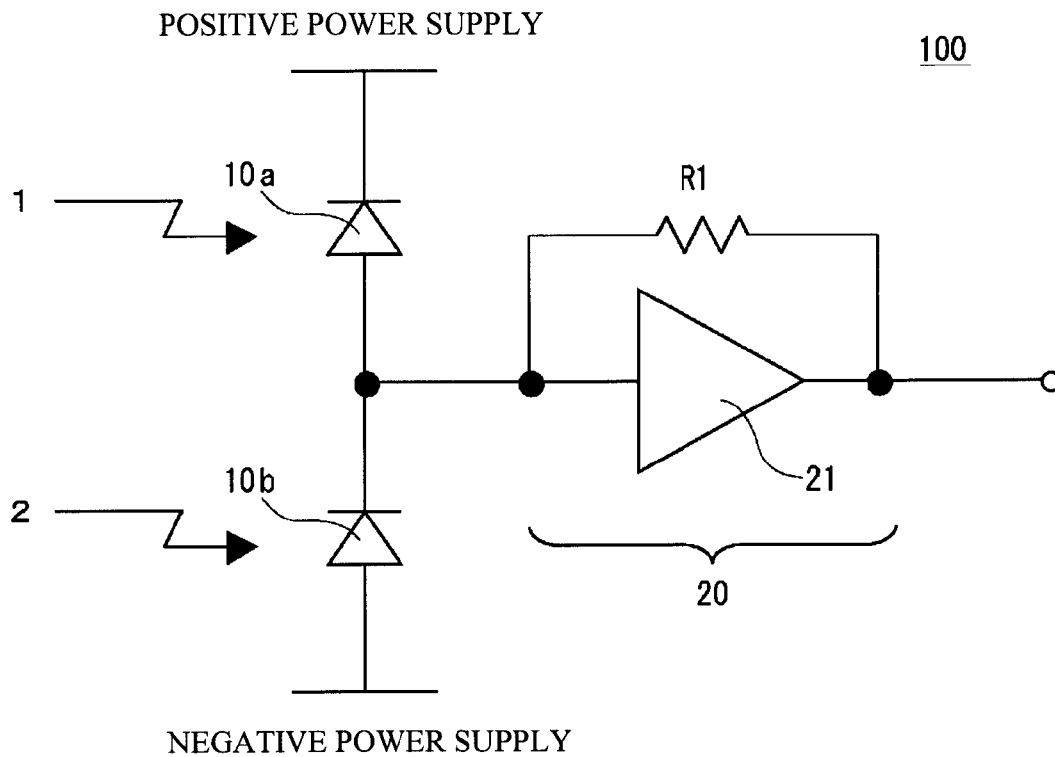 POSITIVE POWER SUPPLY
100
10a
R1
1
10b
21
2
20
NEGATIVE POWER SUPPLY